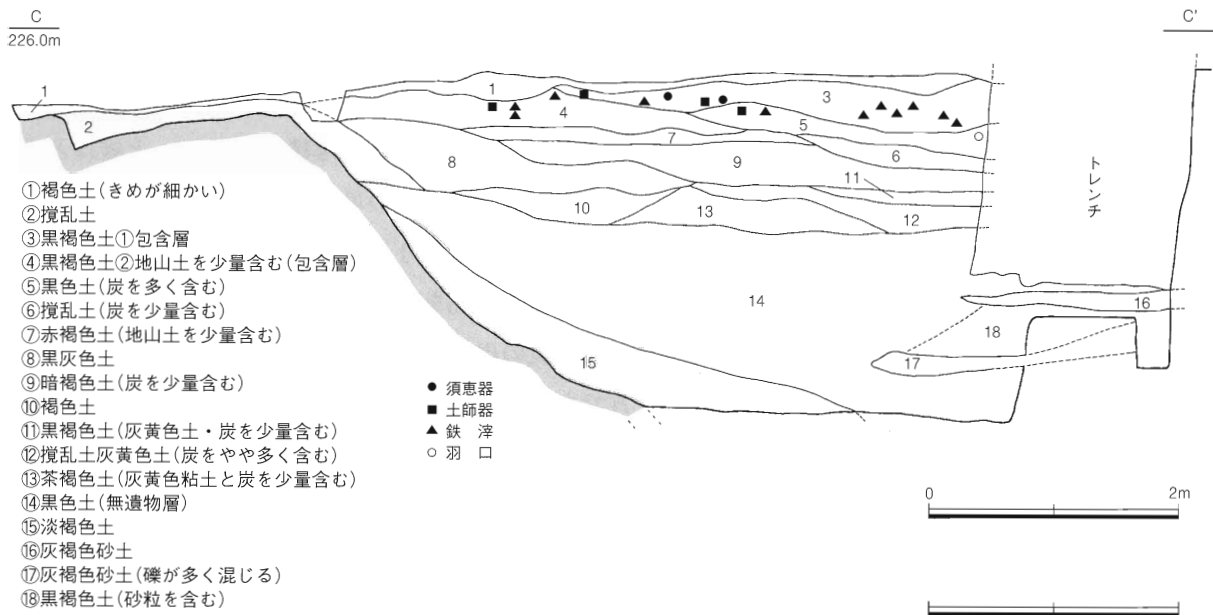 C
226.0m
C'
1
2
1
3
4
5
6
7
8
9
10
11
12
13
14
15
16
17
18
トレンチ
①褐色土(きめが細かい)
②撹乱土
③黒褐色土①包含層
④黒褐色土②地山土を少量含む(包含層)
⑤黒色土(炭を多く含む)
⑥撹乱土(炭を少量含む)
⑦赤褐色土(地山土を少量含む)
⑧黒灰色土
⑨暗褐色土(炭を少量含む)
⑩褐色土
⑪黒褐色土(灰黄色土・炭を少量含む)
⑫撹乱土灰黄色土(炭をやや多く含む)
⑬茶褐色土(灰黄色粘土と炭を少量含む)
⑭黒色土(無遺物層)
⑮淡褐色土
⑯灰褐色砂土
⑰灰褐色砂土(礫が多く混じる)
⑱黒褐色土(砂粒を含む)
● 須恵器
■ 土師器
▲ 鉄 滓
○ 羽 口
0 2m